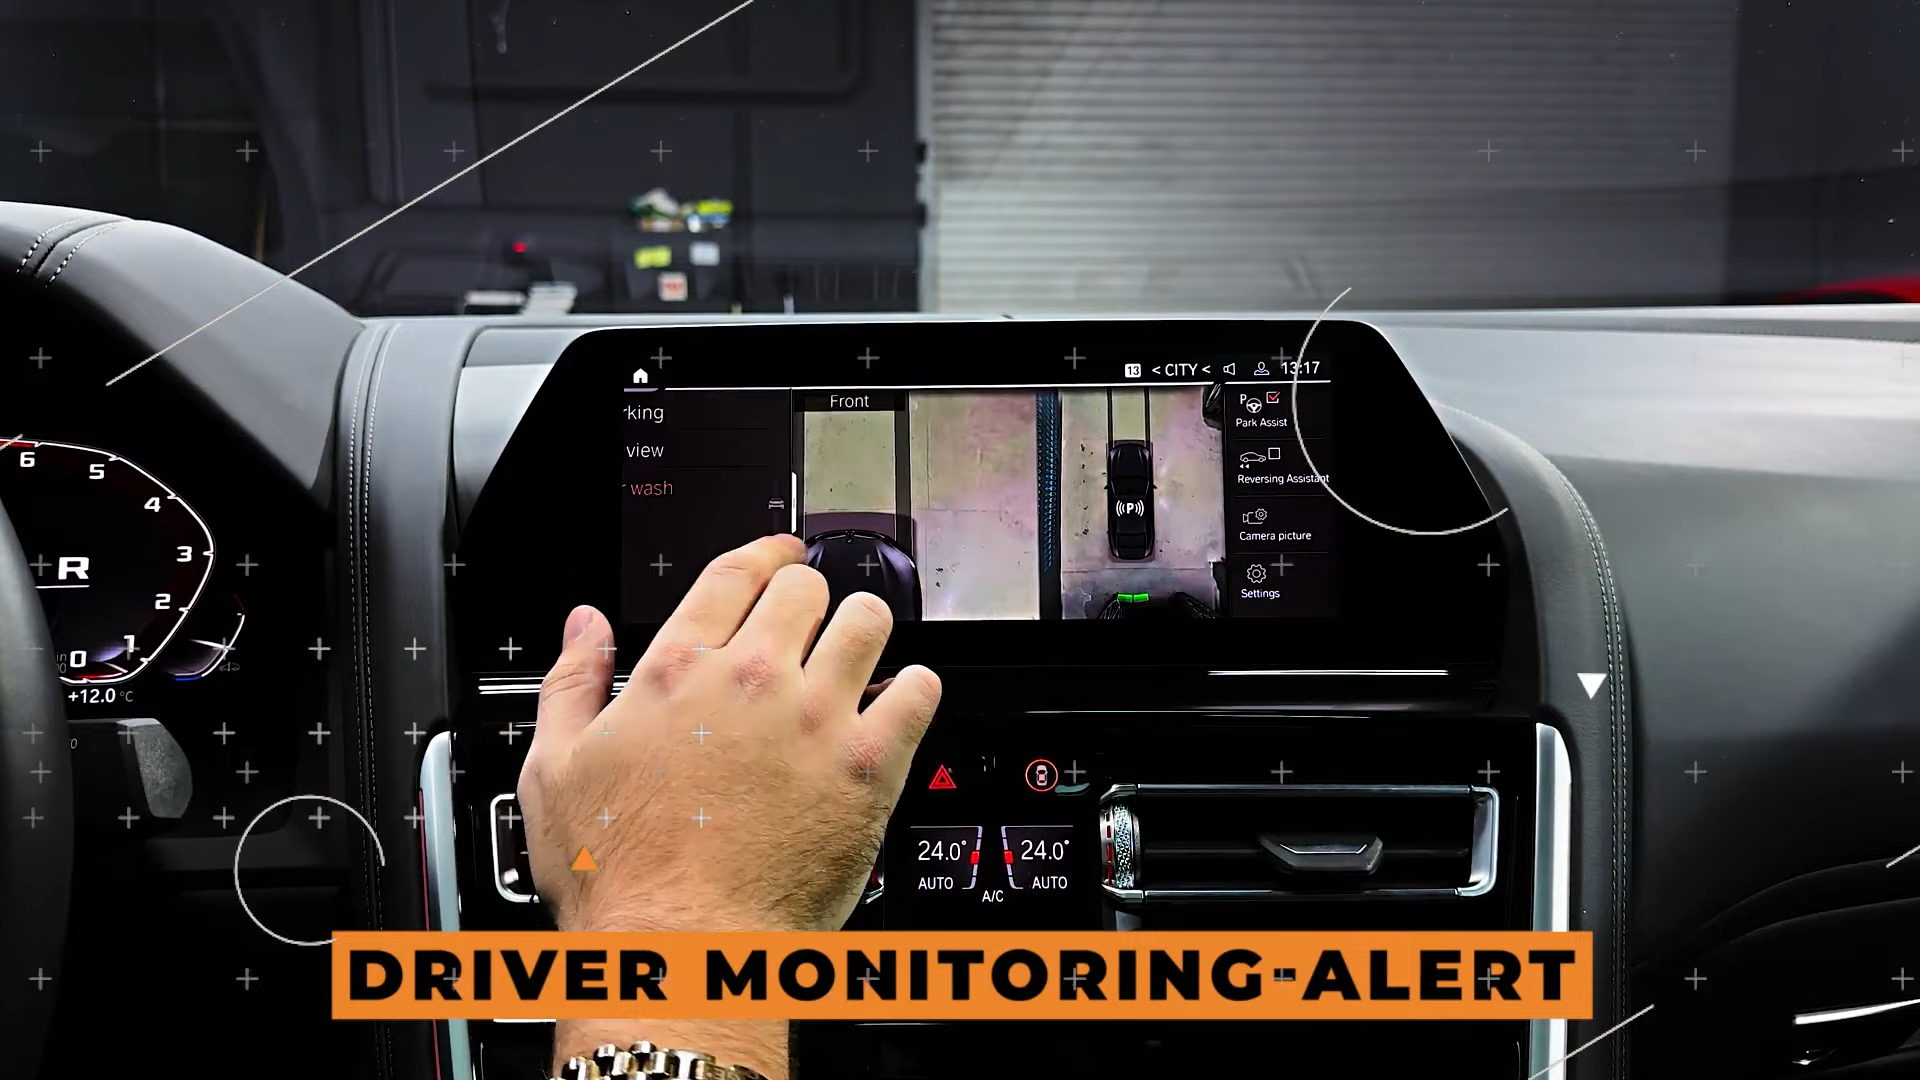 13 < CITY < 13:17
Front
rking
view
wash
P
Park Assist
Reversing Assistant
Camera picture
Settings
((P))
6
5
4
3
2
1
0
R
+12.0 °C
24.0° 24.0°
AUTO AUTO
A/C
DRIVER MONITORING-ALERT